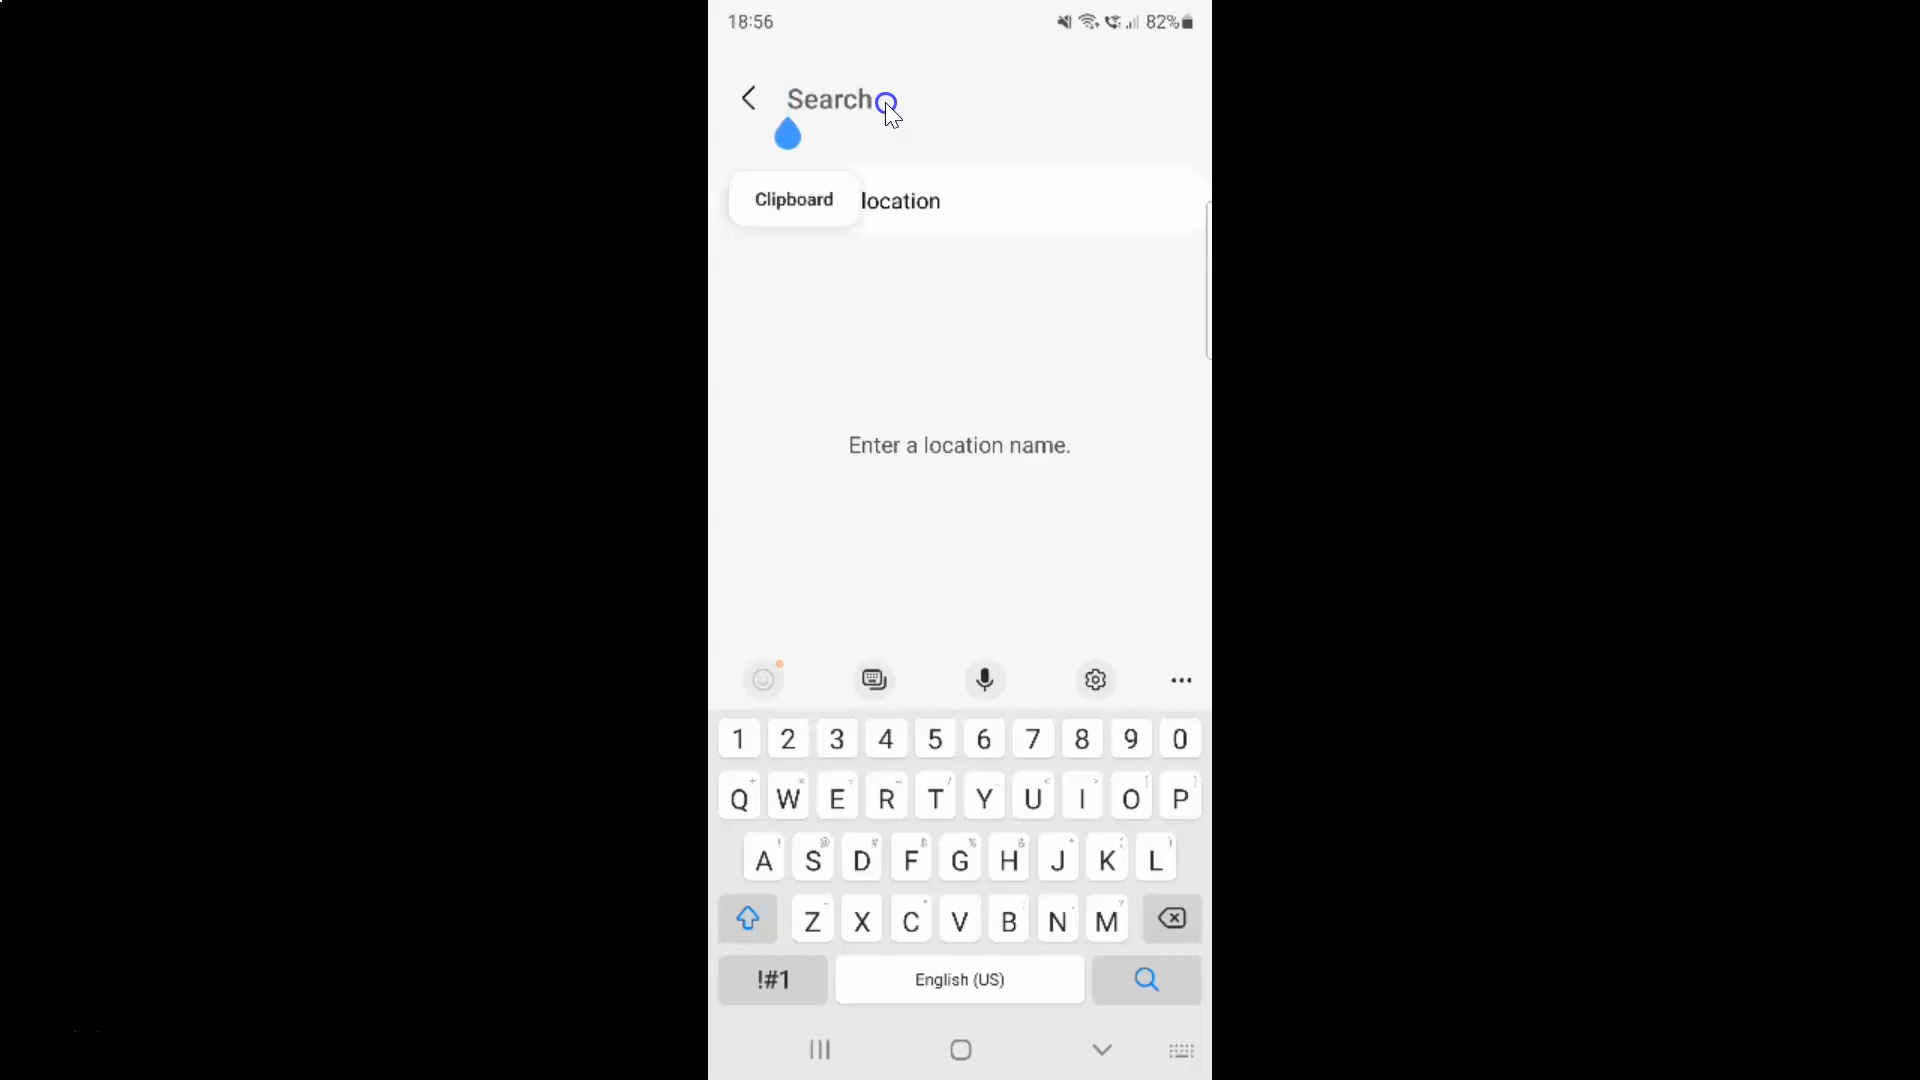 18:56 82%
Search
Clipboard location
Enter a location name.
1 2 3 4 5 6 7 8 9 0
Q W E R T Y U I O P
A S D F G H J K L
Z X C V B N M
!#1 English (US)